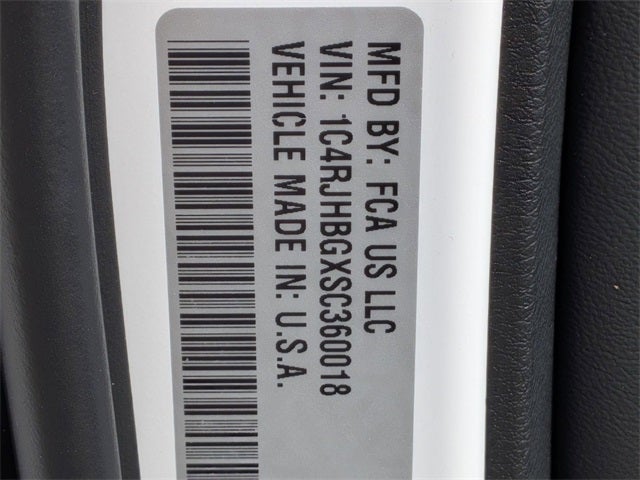 MFD BY: FCA US LLC
VIN: 1C4RJHBGXSC360018
VEHICLE MADE IN: U.S.A.